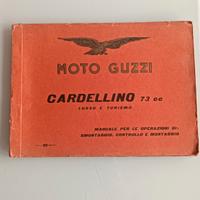 MOTO GUZZI
CARDELLINO 73 cc
LUSSO E TURISMO
MANUALE PER LE OPERAZIONI DI:
SMONTAGGIO, CONTROLLO E MONTAGGIO